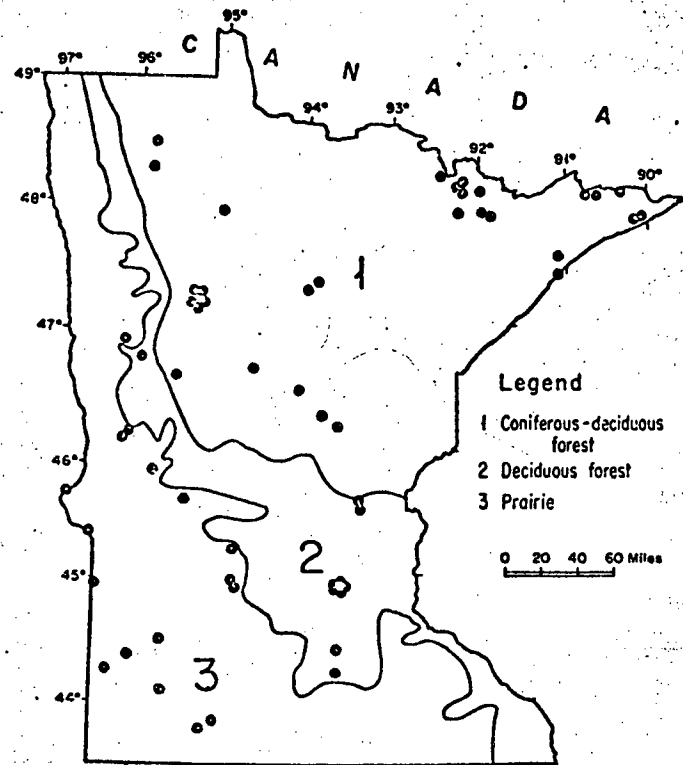 95°
97° 96° C A
49° 94° N 93° A D A
92°
91° 90°
48°
1
47°
Legend
1 Coniferous-deciduous
forest
46°
2 Deciduous forest
3 Prairie
0 20 40 60 Miles
2
45°
3
44°